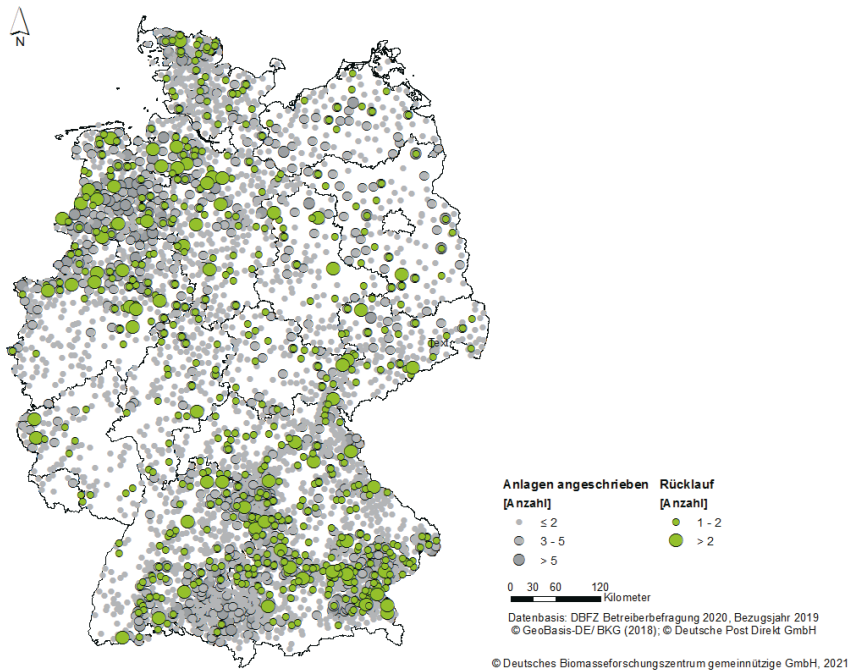 N
Text
Anlagen angeschrieben Rücklauf
[Anzahl] [Anzahl]
≤ 2 1 - 2
3 - 5 > 2
> 5
0 30 60 120
Kilometer
Datenbasis: DBFZ Betreiberbefragung 2020, Bezugsjahr 2019
© GeoBasis-DE/ BKG (2018); © Deutsche Post Direkt GmbH
© Deutsches Biomasseforschungszentrum gemeinnützige GmbH, 2021